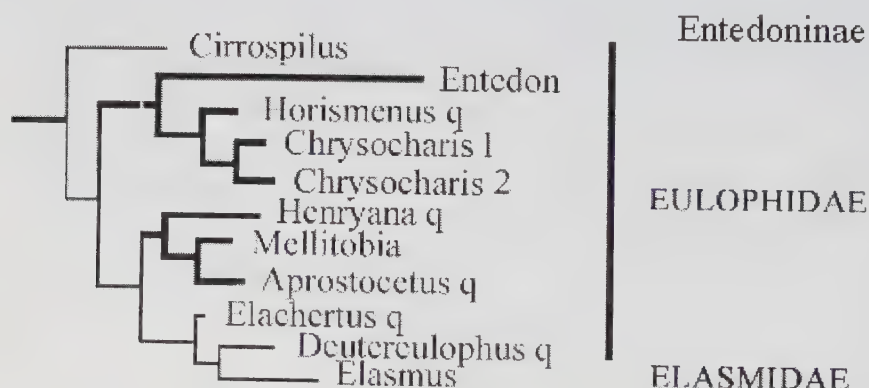 Cirrospilus
Entedoninae
Entedon
Horismenus q
Chrysocharis 1
Chrysocharis 2
EULOPHIDAE
Henryana q
Mellitobia
Aprostocetus q
Elachertus q
Deutereulophus q
Elasmus
ELASMIDAE